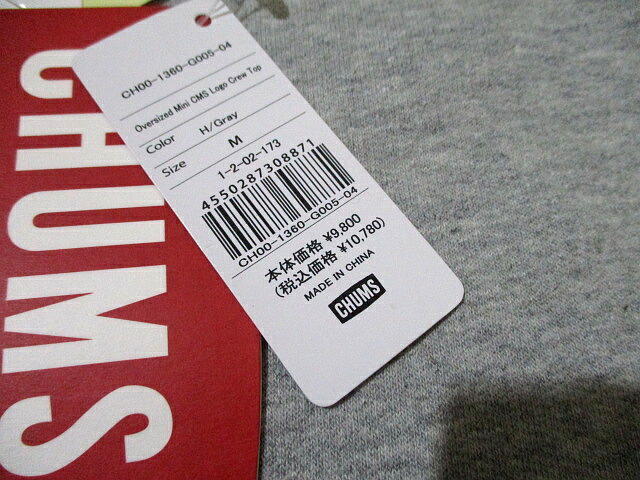 CHUMS
CH00-1360-G005-04
Oversized Mini CMS Logo Crew Top
Color H/Gray
Size M
1-2-02-173
4550287308871
CH00-1360-G005-04
本体価格 ¥9,800
(税込価格 ¥10,780)
MADE IN CHINA
CHUMS